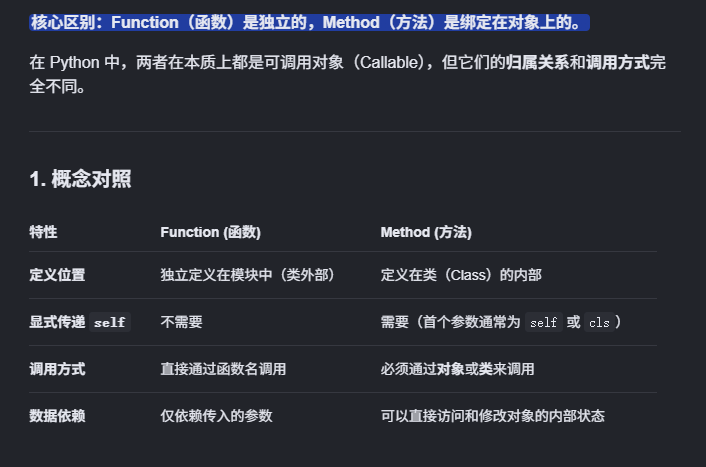 核心区别：Function（函数）是独立的，Method（方法）是绑定在对象上的。
在 Python 中，两者在本质上都是可调用对象（Callable），但它们的归属关系和调用方式完
全不同。
1. 概念对照
特性 Function (函数) Method (方法)
定义位置 独立定义在模块中（类外部） 定义在类（Class）的内部
显式传递 self 不需要 需要（首个参数通常为 self 或 cls）
调用方式 直接通过函数名调用 必须通过对象或类来调用
数据依赖 仅依赖传入的参数 可以直接访问和修改对象的内部状态